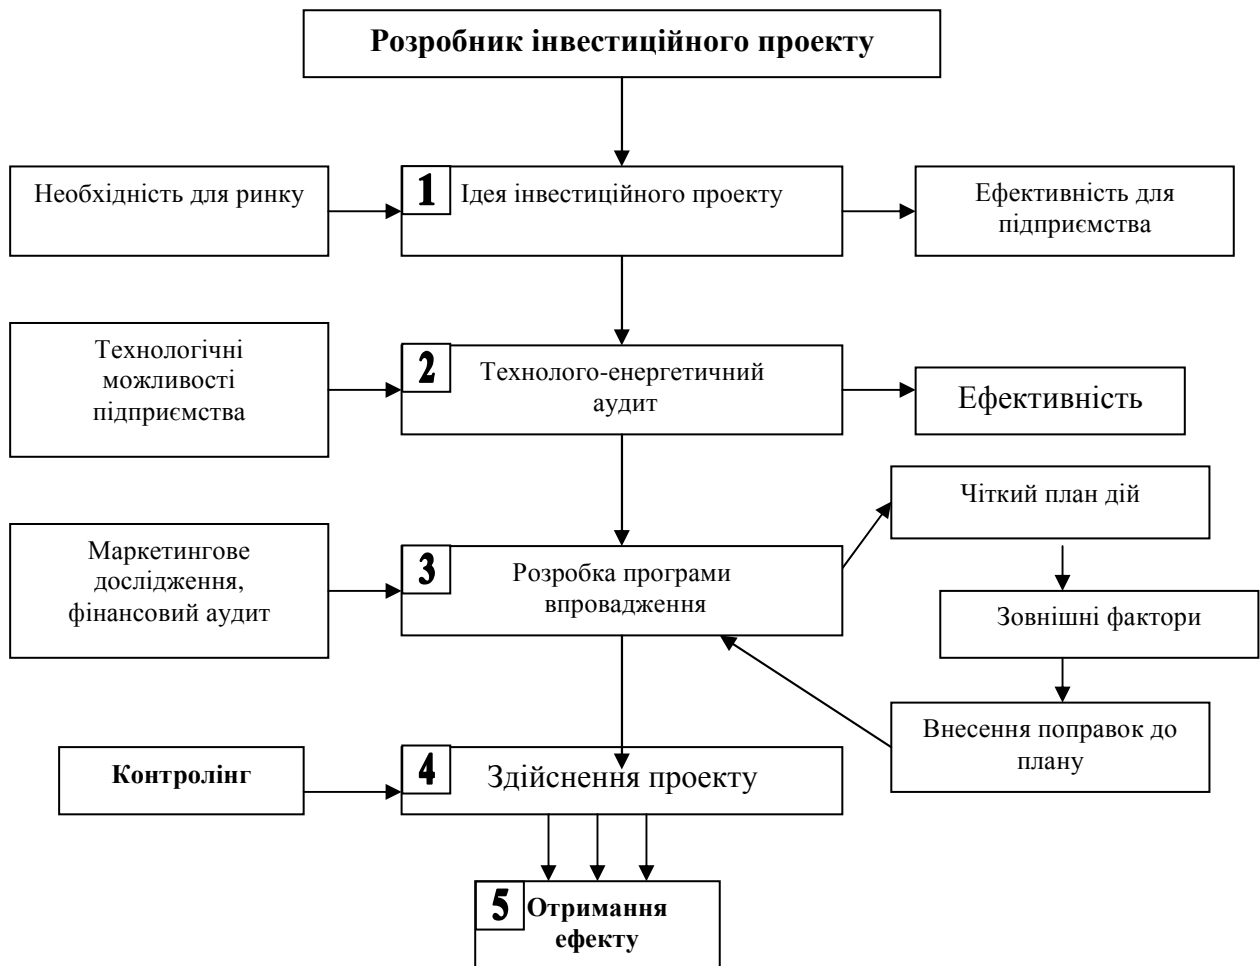 Розробник інвестиційного проекту
Необхідність для ринку
1
Ідея інвестиційного проекту
Ефективність для
підприємства
Технологічні
можливості
підприємства
2
Технолого-енергетичний
аудит
Ефективність
Чіткий план дій
Маркетингове
дослідження,
фінансовий аудит
3
Розробка програми
впровадження
Зовнішні фактори
Внесення поправок до
плану
Контролінг
4
Здійснення проекту
5
Отримання
ефекту